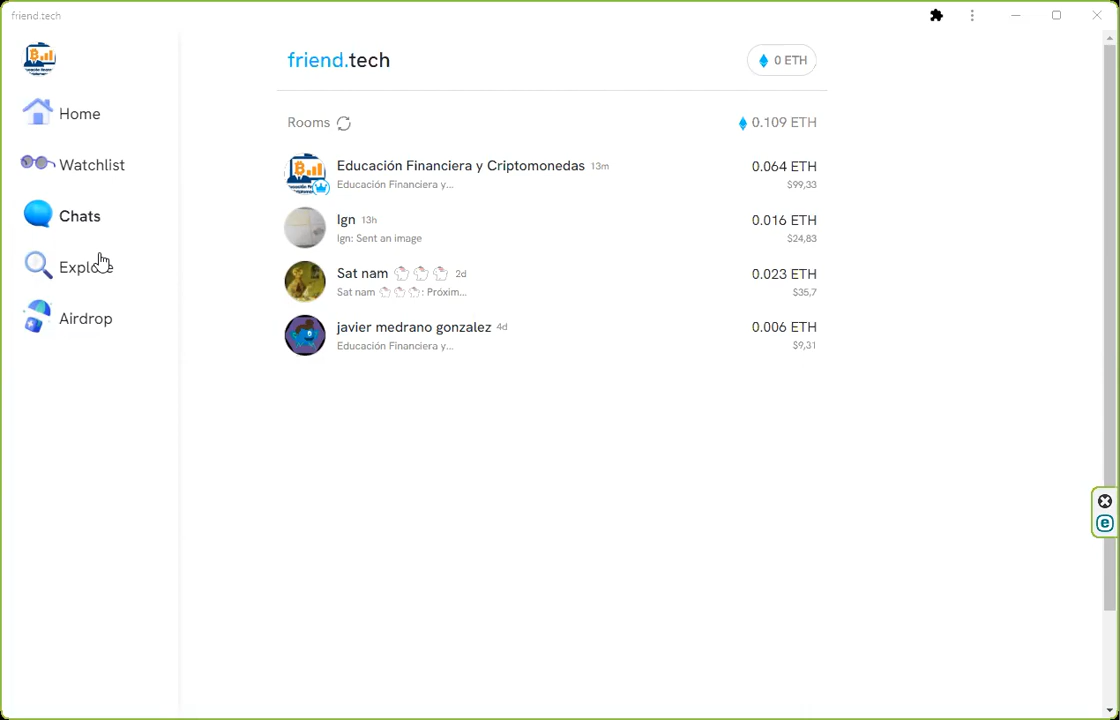 friend.tech
Home
Watchlist
Chats
Explore
Airdrop
friend.tech
0 ETH
Rooms
0.109 ETH
Educación Financiera y Criptomonedas 13m
0.064 ETH
Educación Financiera y...
$99,33
Ign 13h
0.016 ETH
Ign: Sent an image
$24,83
Sat nam 2d
0.023 ETH
Sat nam : Próxim...
$35,7
javier medrano gonzalez 4d
0.006 ETH
Educación Financiera y...
$9,31